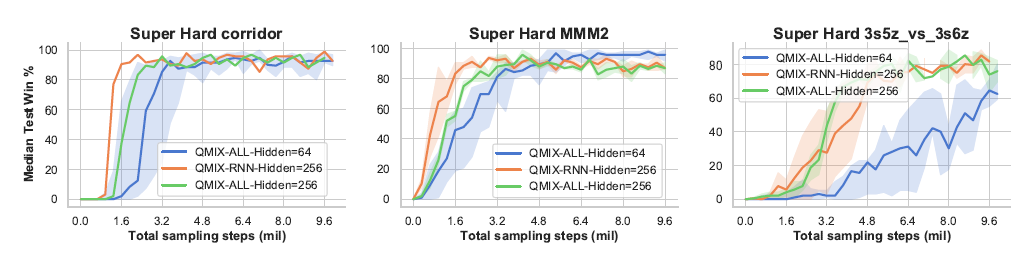 Super Hard corridor
Median Test Win %
100
80
60
40
20
0
QMIX-ALL-Hidden=64
QMIX-RNN-Hidden=256
QMIX-ALL-Hidden=256
0.0 1.6 3.2 4.8 6.4 8.0 9.6
Total sampling steps (mil)
Super Hard MMM2
100
80
60
40
20
0
QMIX-ALL-Hidden=64
QMIX-RNN-Hidden=256
QMIX-ALL-Hidden=256
0.0 1.6 3.2 4.8 6.4 8.0 9.6
Total sampling steps (mil)
Super Hard 3s5z_vs_3s6z
80
60
40
20
0
QMIX-ALL-Hidden=64
QMIX-RNN-Hidden=256
QMIX-ALL-Hidden=256
0.0 1.6 3.2 4.8 6.4 8.0 9.6
Total sampling steps (mil)